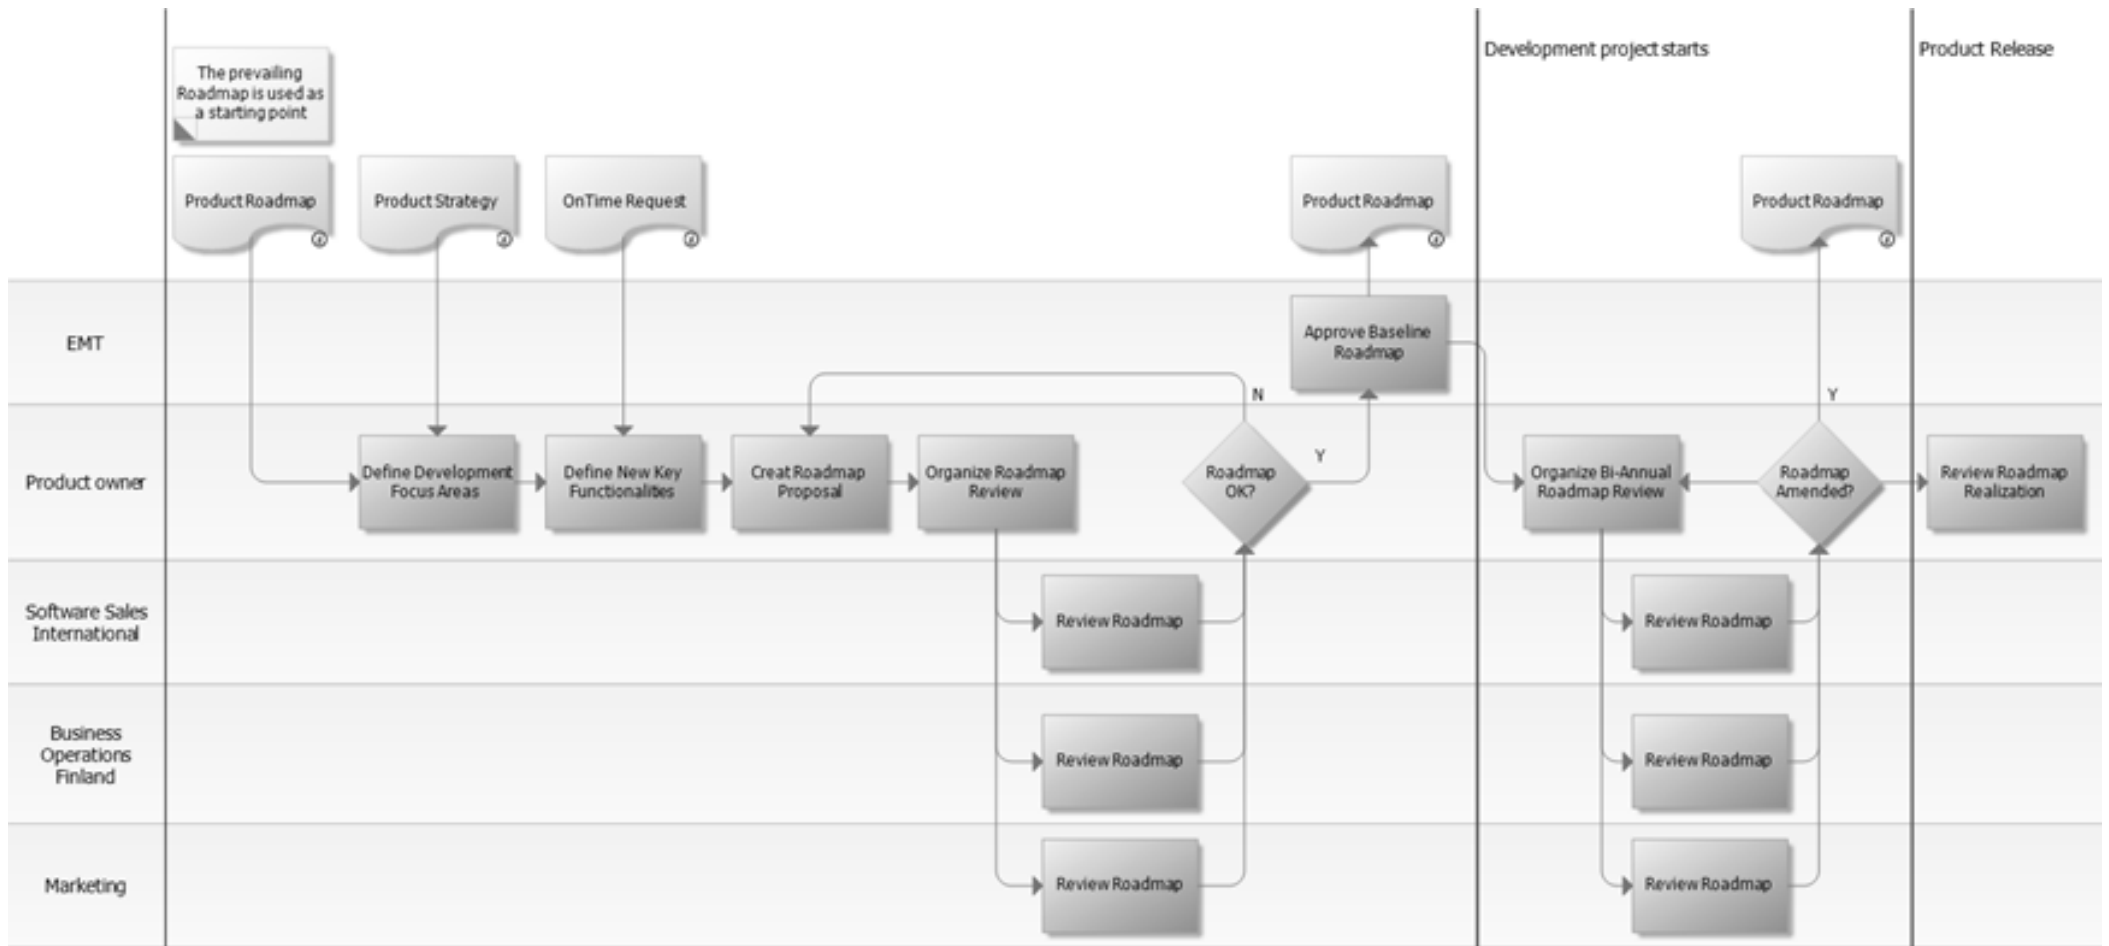 Development project starts
Product Release
The prevailing
Roadmap is used as
a starting point
Product Roadmap
Product Strategy
OnTime Request
Product Roadmap
Product Roadmap
EMT
Approve Baseline
Roadmap
N
Y
Product owner
Define Development
Focus Areas
Define New Key
Functionalities
Creat Roadmap
Proposal
Organize Roadmap
Review
Roadmap
OK?
Y
Organize Bi-Annual
Roadmap Review
Roadmap
Amended?
Review Roadmap
Realization
Software Sales
International
Review Roadmap
Review Roadmap
Business
Operations
Finland
Review Roadmap
Review Roadmap
Marketing
Review Roadmap
Review Roadmap